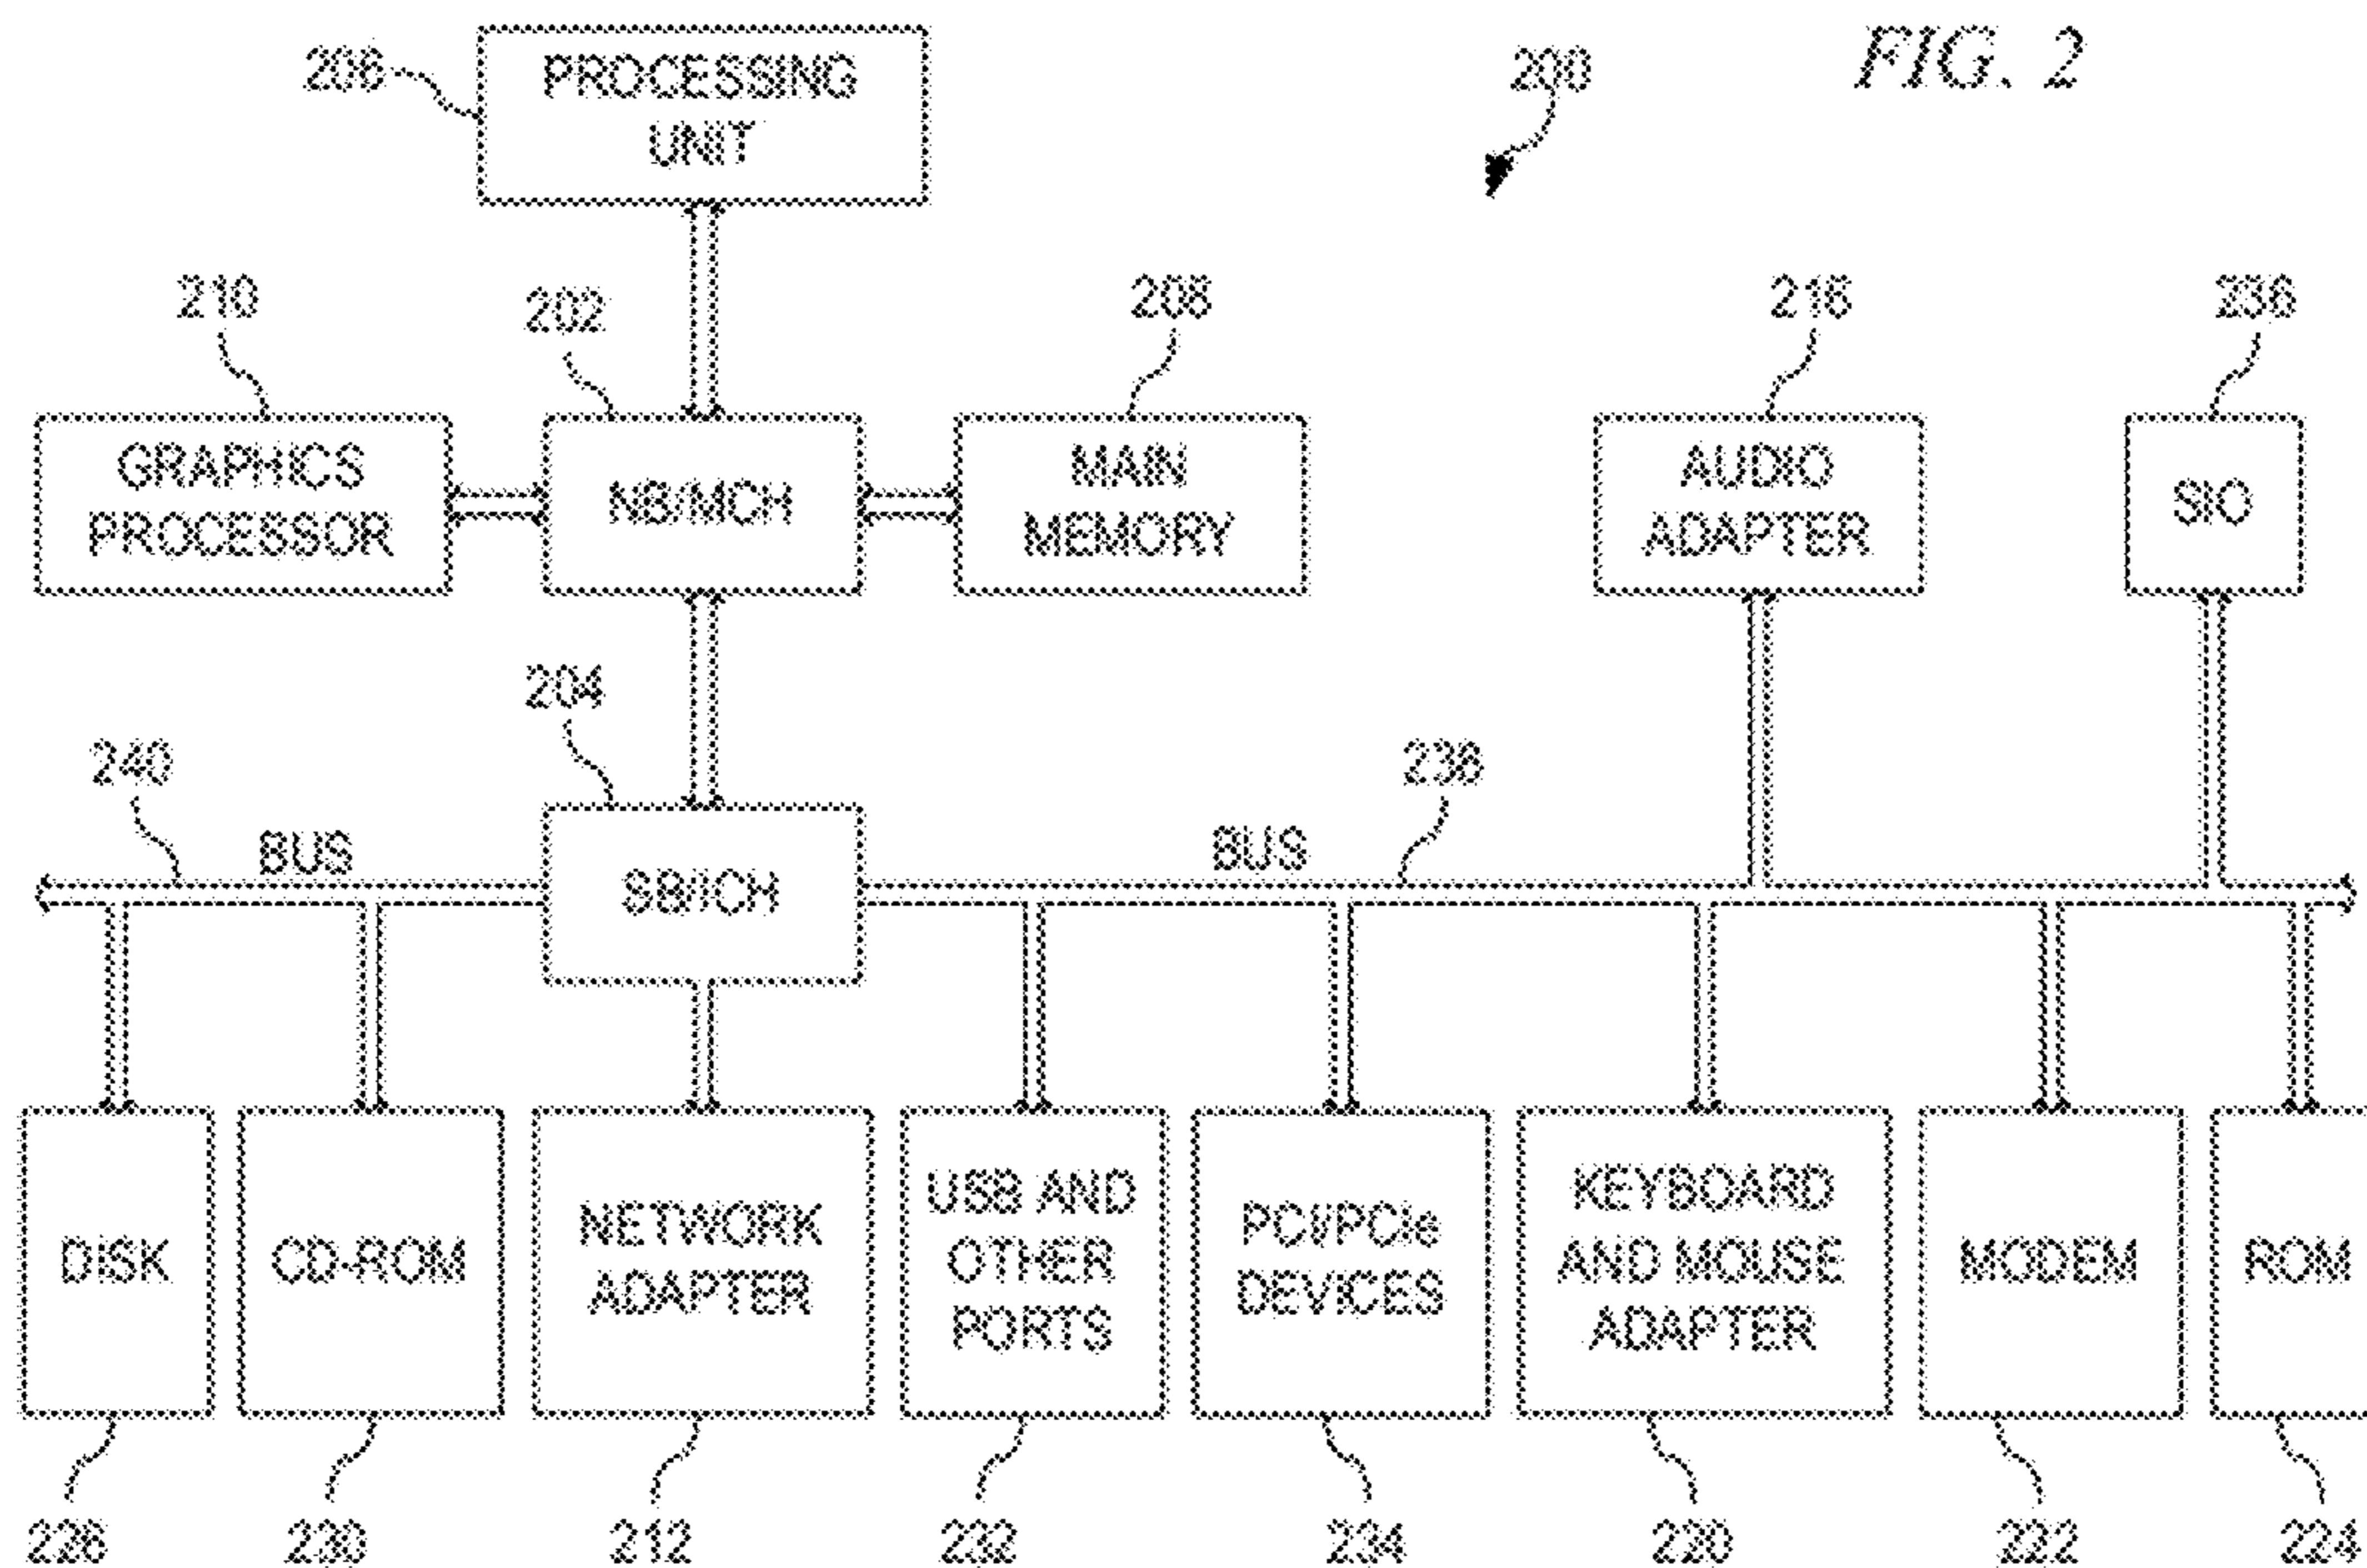 FIG. 2
200
206
PROCESSING
UNIT
210
202
208
216
236
GRAPHICS
PROCESSOR
NB/MCH
MAIN
MEMORY
AUDIO
ADAPTER
SIO
204
240
238
BUS
BUS
SB/ICH
DISK
CD-ROM
NETWORK
ADAPTER
USB AND
OTHER
PORTS
PCI/PCIe
DEVICES
KEYBOARD
AND MOUSE
ADAPTER
MODEM
ROM
226
230
212
232
234
220
222
224